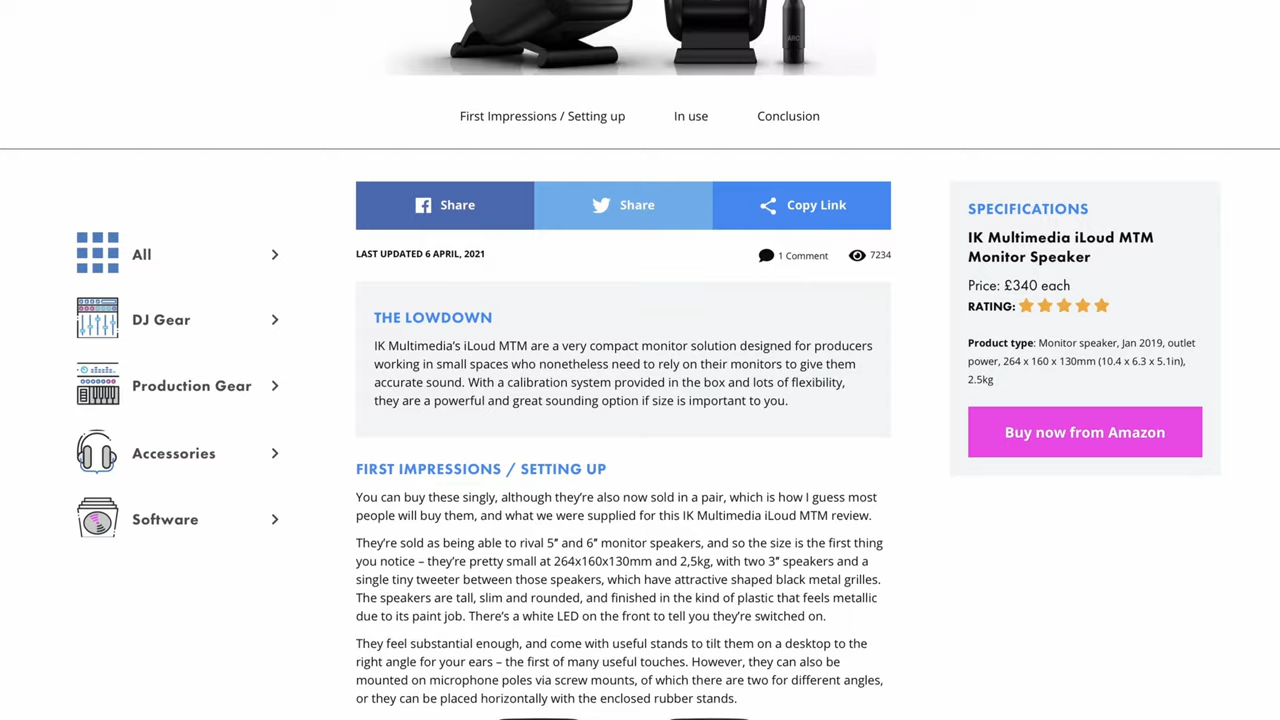 ARC
First Impressions / Setting up
In use
Conclusion
All
DJ Gear
Production Gear
Accessories
Software
Share
Share
Copy Link
LAST UPDATED 6 APRIL, 2021
1 Comment
7234
THE LOWDOWN
IK Multimedia’s iLoud MTM are a very compact monitor solution designed for producers
working in small spaces who nonetheless need to rely on their monitors to give them
accurate sound. With a calibration system provided in the box and lots of flexibility,
they are a powerful and great sounding option if size is important to you.
FIRST IMPRESSIONS / SETTING UP
You can buy these singly, although they’re also now sold in a pair, which is how I guess most
people will buy them, and what we were supplied for this IK Multimedia iLoud MTM review.
They’re sold as being able to rival 5″ and 6″ monitor speakers, and so the size is the first thing
you notice – they’re pretty small at 264x160x130mm and 2,5kg, with two 3″ speakers and a
single tiny tweeter between those speakers, which have attractive shaped black metal grilles.
The speakers are tall, slim and rounded, and finished in the kind of plastic that feels metallic
due to its paint job. There’s a white LED on the front to tell you they’re switched on.
They feel substantial enough, and come with useful stands to tilt them on a desktop to the
right angle for your ears – the first of many useful touches. However, they can also be
mounted on microphone poles via screw mounts, of which there are two for different angles,
or they can be placed horizontally with the enclosed rubber stands.
SPECIFICATIONS
IK Multimedia iLoud MTM
Monitor Speaker
Price: £340 each
RATING:
Product type: Monitor speaker, Jan 2019, outlet
power, 264 x 160 x 130mm (10.4 x 6.3 x 5.1in),
2.5kg
Buy now from Amazon